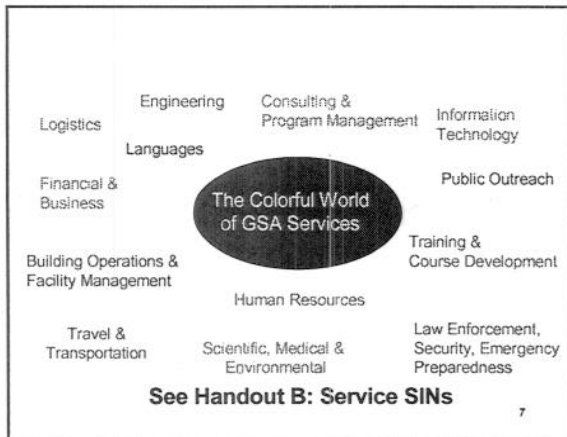 Engineering
Consulting &
Program Management
Information
Technology
Logistics
Languages
Public Outreach
Financial &
Business
The Colorful World
of GSA Services
Training &
Course Development
Building Operations &
Facility Management
Human Resources
Travel &
Transportation
Scientific, Medical &
Environmental
Law Enforcement,
Security, Emergency
Preparedness
See Handout B: Service SINs
7